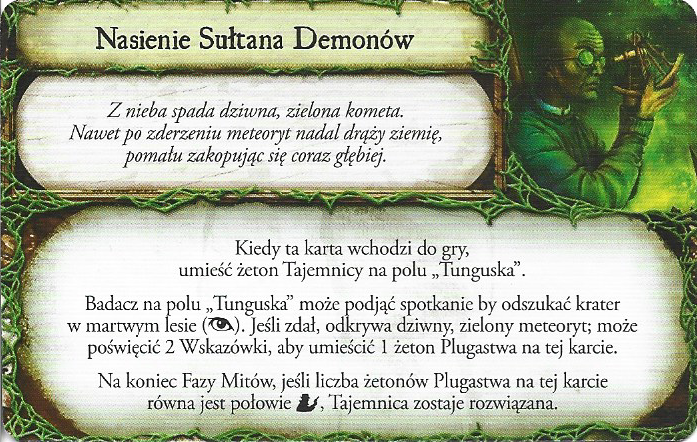 Nasienie Sułtana Demonów
Z nieba spada dziwna, zielona kometa.
Nawet po zderzeniu meteoryt nadal drąży ziemię,
pomału zakopując się coraz głębiej.
Kiedy ta karta wchodzi do gry,
umieść żeton Tajemnicy na polu „Tunguska”.
Badacz na polu „Tunguska” może podjąć spotkanie by odszukać krater
w martwym lesie (). Jeśli zdał, odkrywa dziwny, zielony meteoryt; może
poświęcić 2 Wskazówki, aby umieścić 1 żeton Plugastwa na tej karcie.
Na koniec Fazy Mitów, jeśli liczba żetonów Plugastwa na tej karcie
równa jest połowie , Tajemnica zostaje rozwiązana.